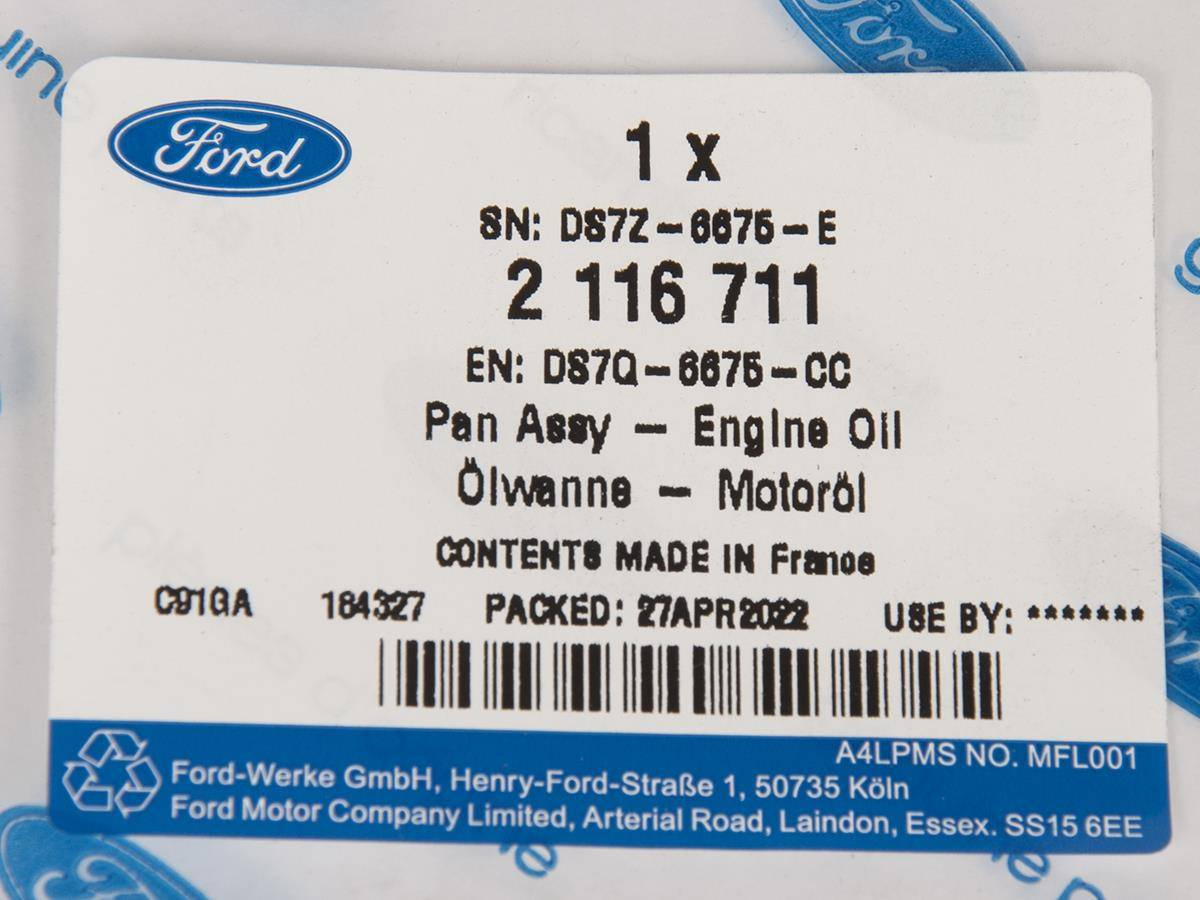 Ford
1 x
SN: DS7Z-6675-E
2 116 711
EN: DS7Q-6675-CC
Pan Assy - Engine Oil
Ölwanne - Motoröl
CONTENTS MADE IN France
C91GA 184327 PACKED: 27APR2022 USE BY: *******
A4LPMS NO. MFL001
Ford-Werke GmbH, Henry-Ford-Straße 1, 50735 Köln
Ford Motor Company Limited, Arterial Road, Laindon, Essex. SS15 6EE